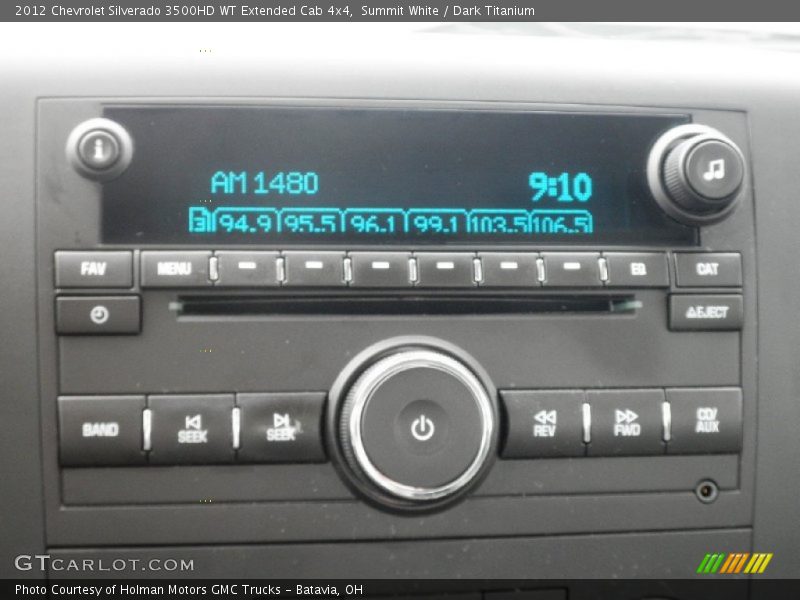 2012 Chevrolet Silverado 3500HD WT Extended Cab 4x4,  Summit White / Dark Titanium
AM 1480 9:10
3 94.9 95.5 96.1 99.1 103.5 106.5
FAV MENU EQ CAT
EJECT
BAND SEEK SEEK REV FWD CD/
AUX
GTCARLOT.COM
Photo Courtesy of Holman Motors GMC Trucks - Batavia, OH